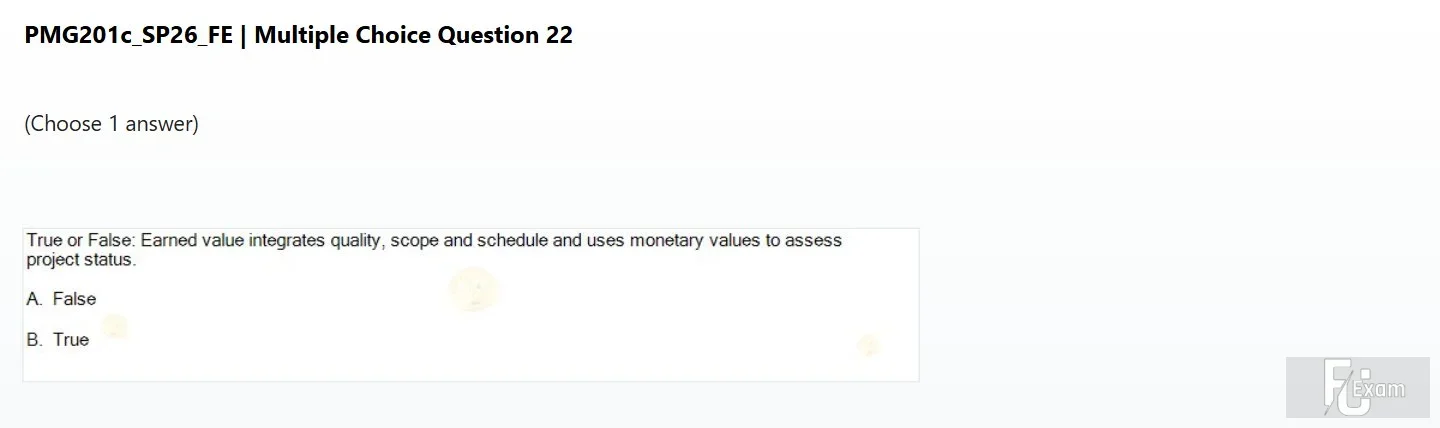 PMG201c_SP26_FE | Multiple Choice Question 22
(Choose 1 answer)
True or False: Earned value integrates quality, scope and schedule and uses monetary values to assess
project status.
A. False
B. True
FU Exam